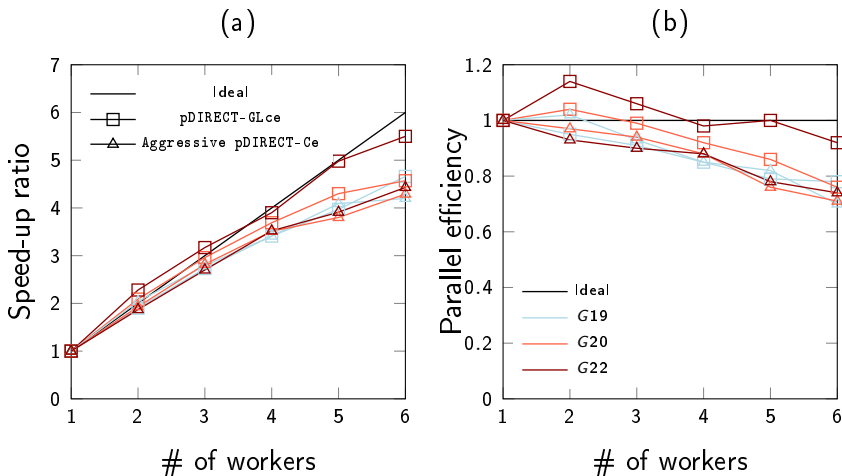 (a)
(b)
7
6
5
4
3
2
1
0
Speed-up ratio
Ideal
pDIRECT-GLce
Aggressive pDIRECT-Ce
1 2 3 4 5 6
# of workers
1.2
1
0.8
0.6
0.4
0.2
0
Parallel efficiency
Ideal
G19
G20
G22
1 2 3 4 5 6
# of workers